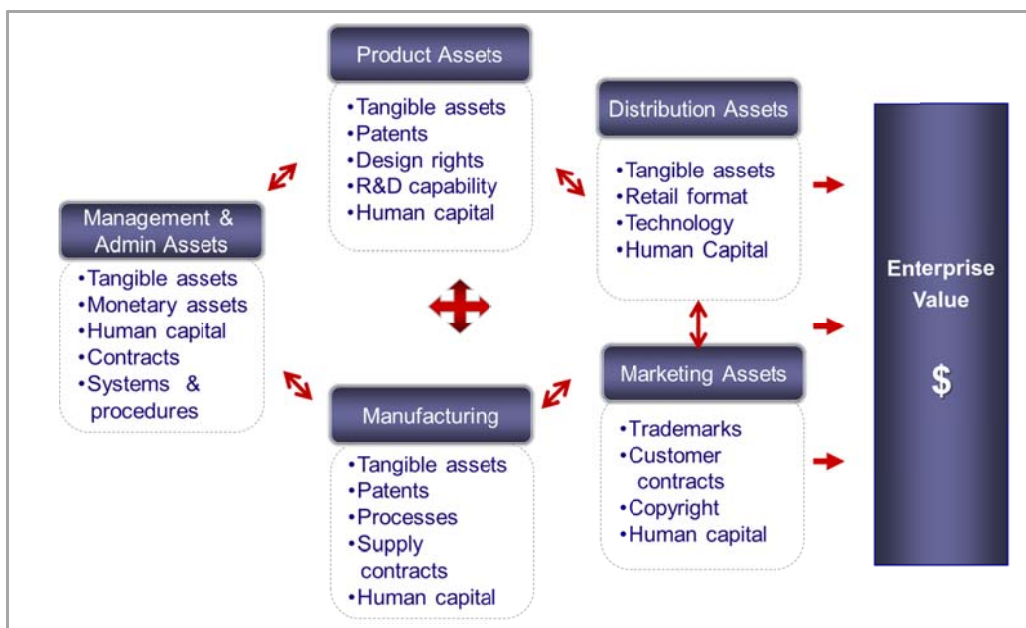 Product Assets
•Tangible assets
•Patents
•Design rights
•R&D capability
•Human capital
Distribution Assets
•Tangible assets
•Retail format
•Technology
•Human Capital
Management &
Admin Assets
•Tangible assets
•Monetary assets
•Human capital
•Contracts
•Systems &
procedures
Manufacturing
•Tangible assets
•Patents
•Processes
•Supply
contracts
•Human capital
Marketing Assets
•Trademarks
•Customer
contracts
•Copyright
•Human capital
Enterprise
Value
$